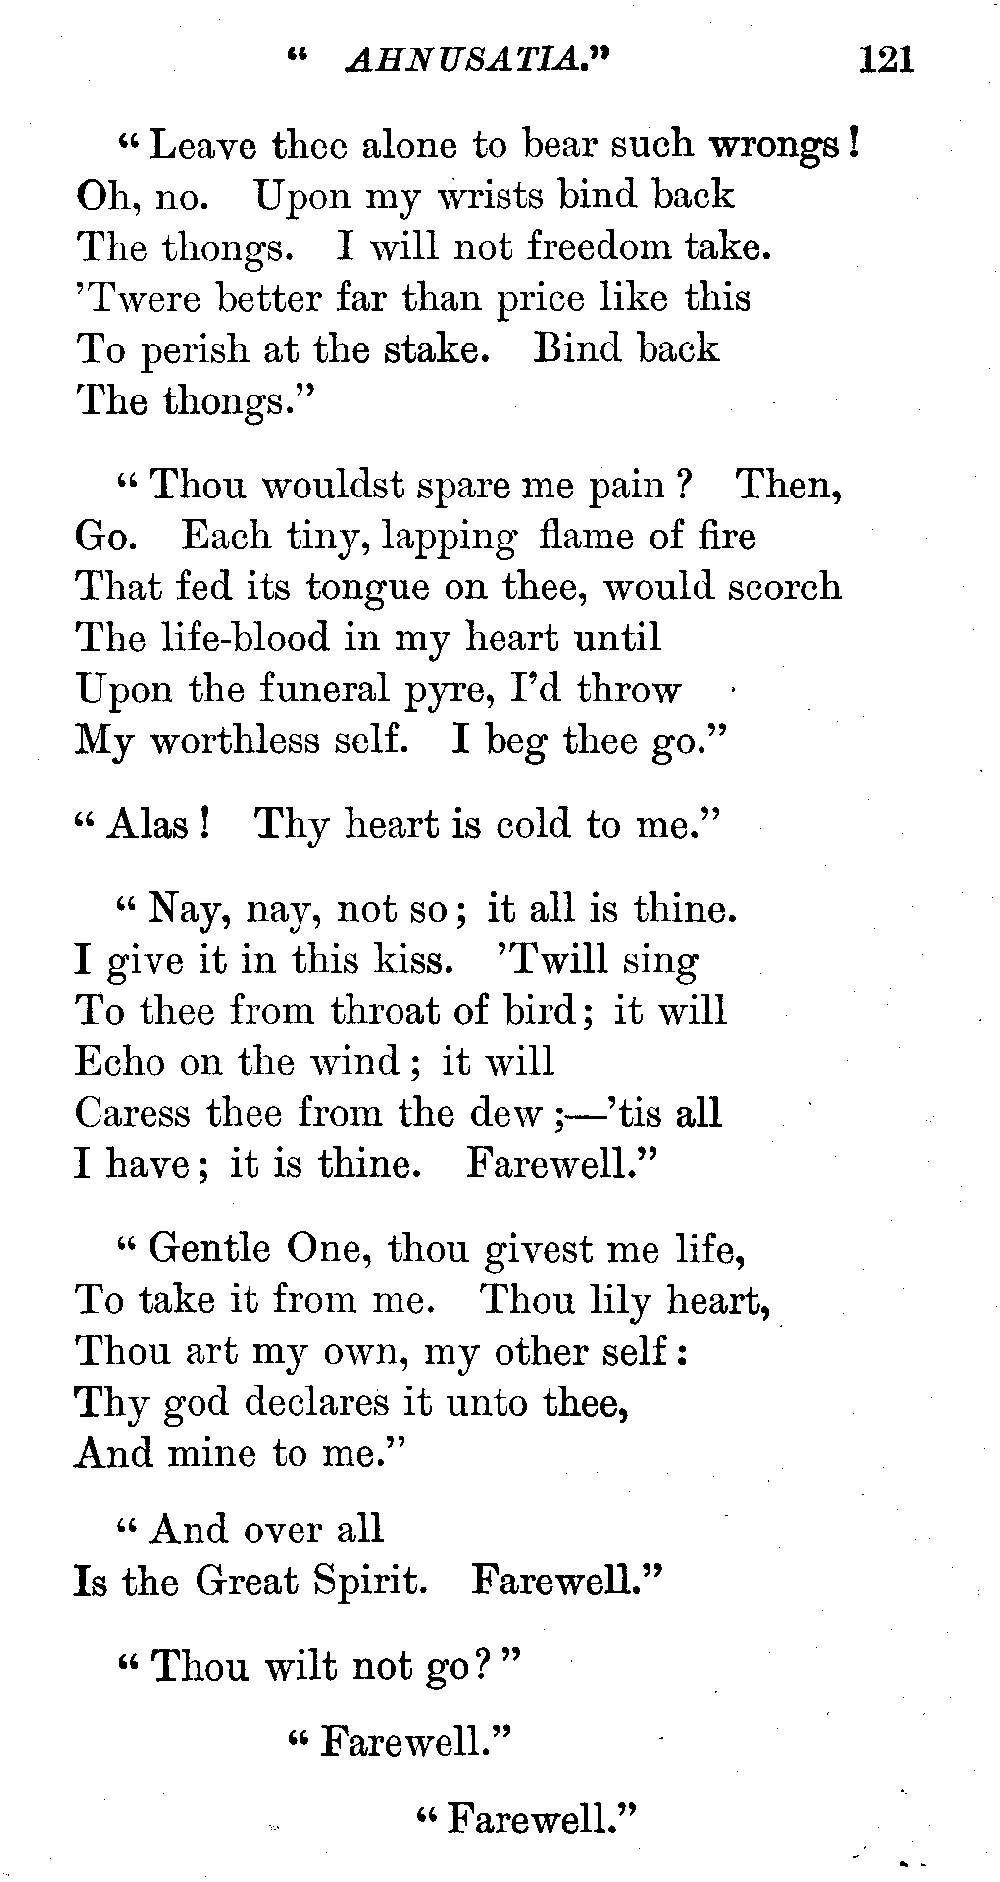 “ AHNUSATIA.” 121
“ Leave thee alone to bear such wrongs !
Oh, no. Upon my wrists bind back
The thongs. I will not freedom take.
’Twere better far than price like this
To perish at the stake. Bind back
The thongs.”
“ Thou wouldst spare me pain ? Then,
Go. Each tiny, lapping flame of fire
That fed its tongue on thee, would scorch
The life-blood in my heart until
Upon the funeral pyre, I’d throw
My worthless self. I beg thee go.”
“ Alas ! Thy heart is cold to me.”
“ Nay, nay, not so ; it all is thine.
I give it in this kiss. ’Twill sing
To thee from throat of bird ; it will
Echo on the wind ; it will
Caress thee from the dew ;—’tis all
I have ; it is thine. Farewell.”
“ Gentle One, thou givest me life,
To take it from me. Thou lily heart,
Thou art my own, my other self :
Thy god declares it unto thee,
And mine to me.”
“ And over all
Is the Great Spirit. Farewell.”
“ Thou wilt not go ? ”
“ Farewell.”
“ Farewell.”